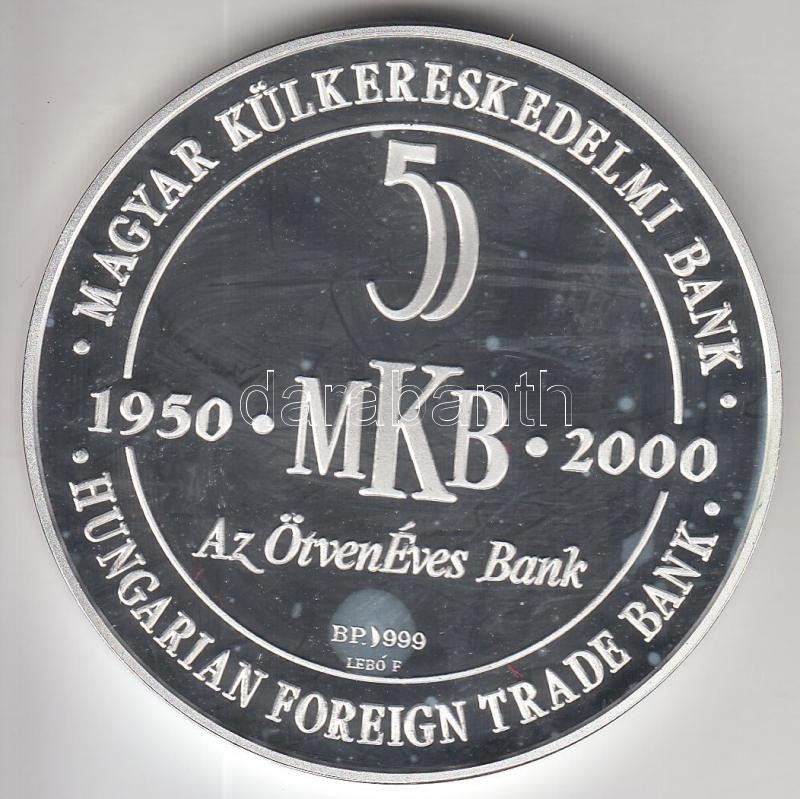 · MAGYAR KÜLKERESKEDELMI BANK ·
50
1950 · MKB · 2000
darabanth
Az ÖtvenÉves Bank
BP. 999
LEBÓ F
· HUNGARIAN FOREIGN TRADE BANK ·